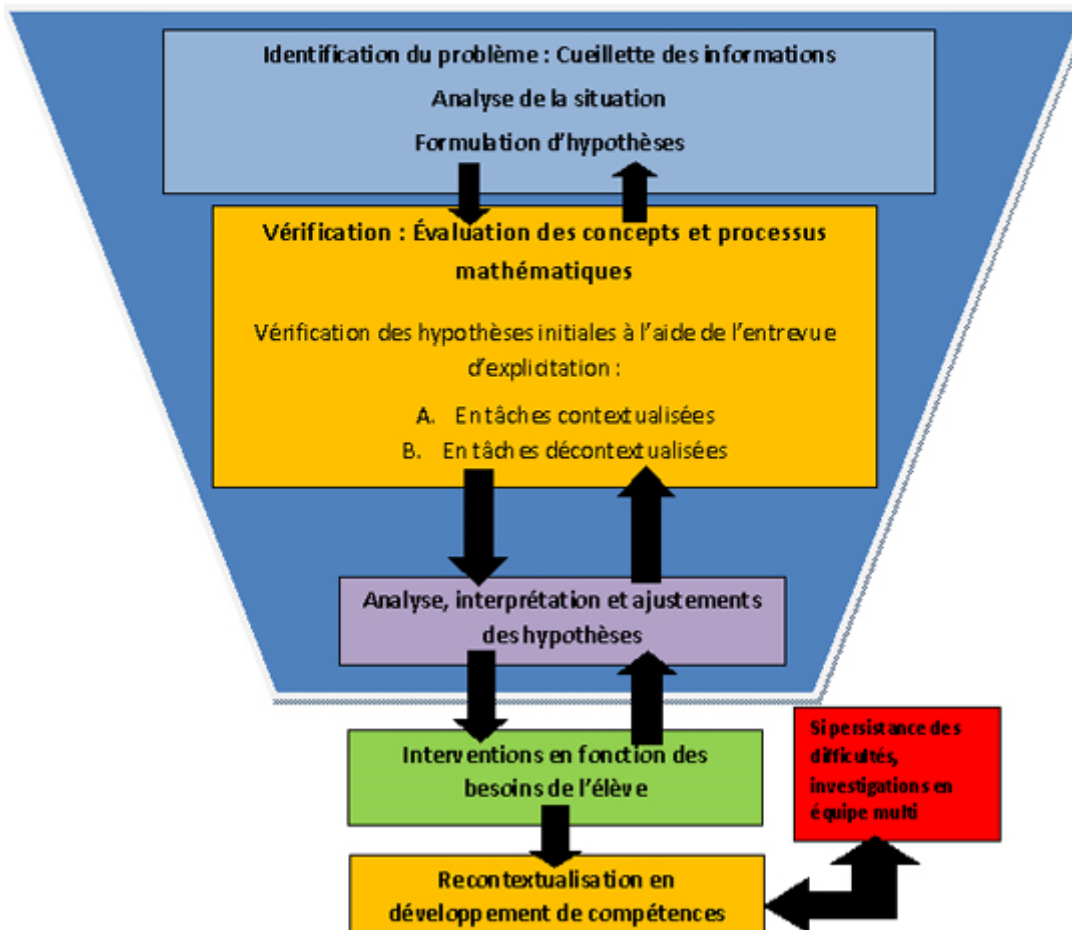 Identification du problème : Cueillette des informations
Analyse de la situation
Formulation d'hypothèses
Vérification : Évaluation des concepts et processus
mathématiques
Vérification des hypothèses initiales à l'aide de l'entrevue
d'explicitation :
A. En tâches contextualisées
B. En tâches décontextualisées
Analyse, interprétation et ajustements
des hypothèses
Interventions en fonction des
besoins de l'élève
Si persistance des
difficultés,
investigations en
équipe multi
Recontextualisation en
développement de compétences